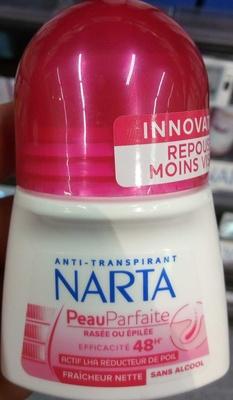 INNOVAT
REPOUS
MOINS VI
ANTI-TRANSPIRANT
NARTA
PeauParfaite
RASÉE OU ÉPILÉE
EFFICACITÉ 48H
ACTIF LHA RÉDUCTEUR DE POIL
FRAÎCHEUR NETTE SANS ALCOOL